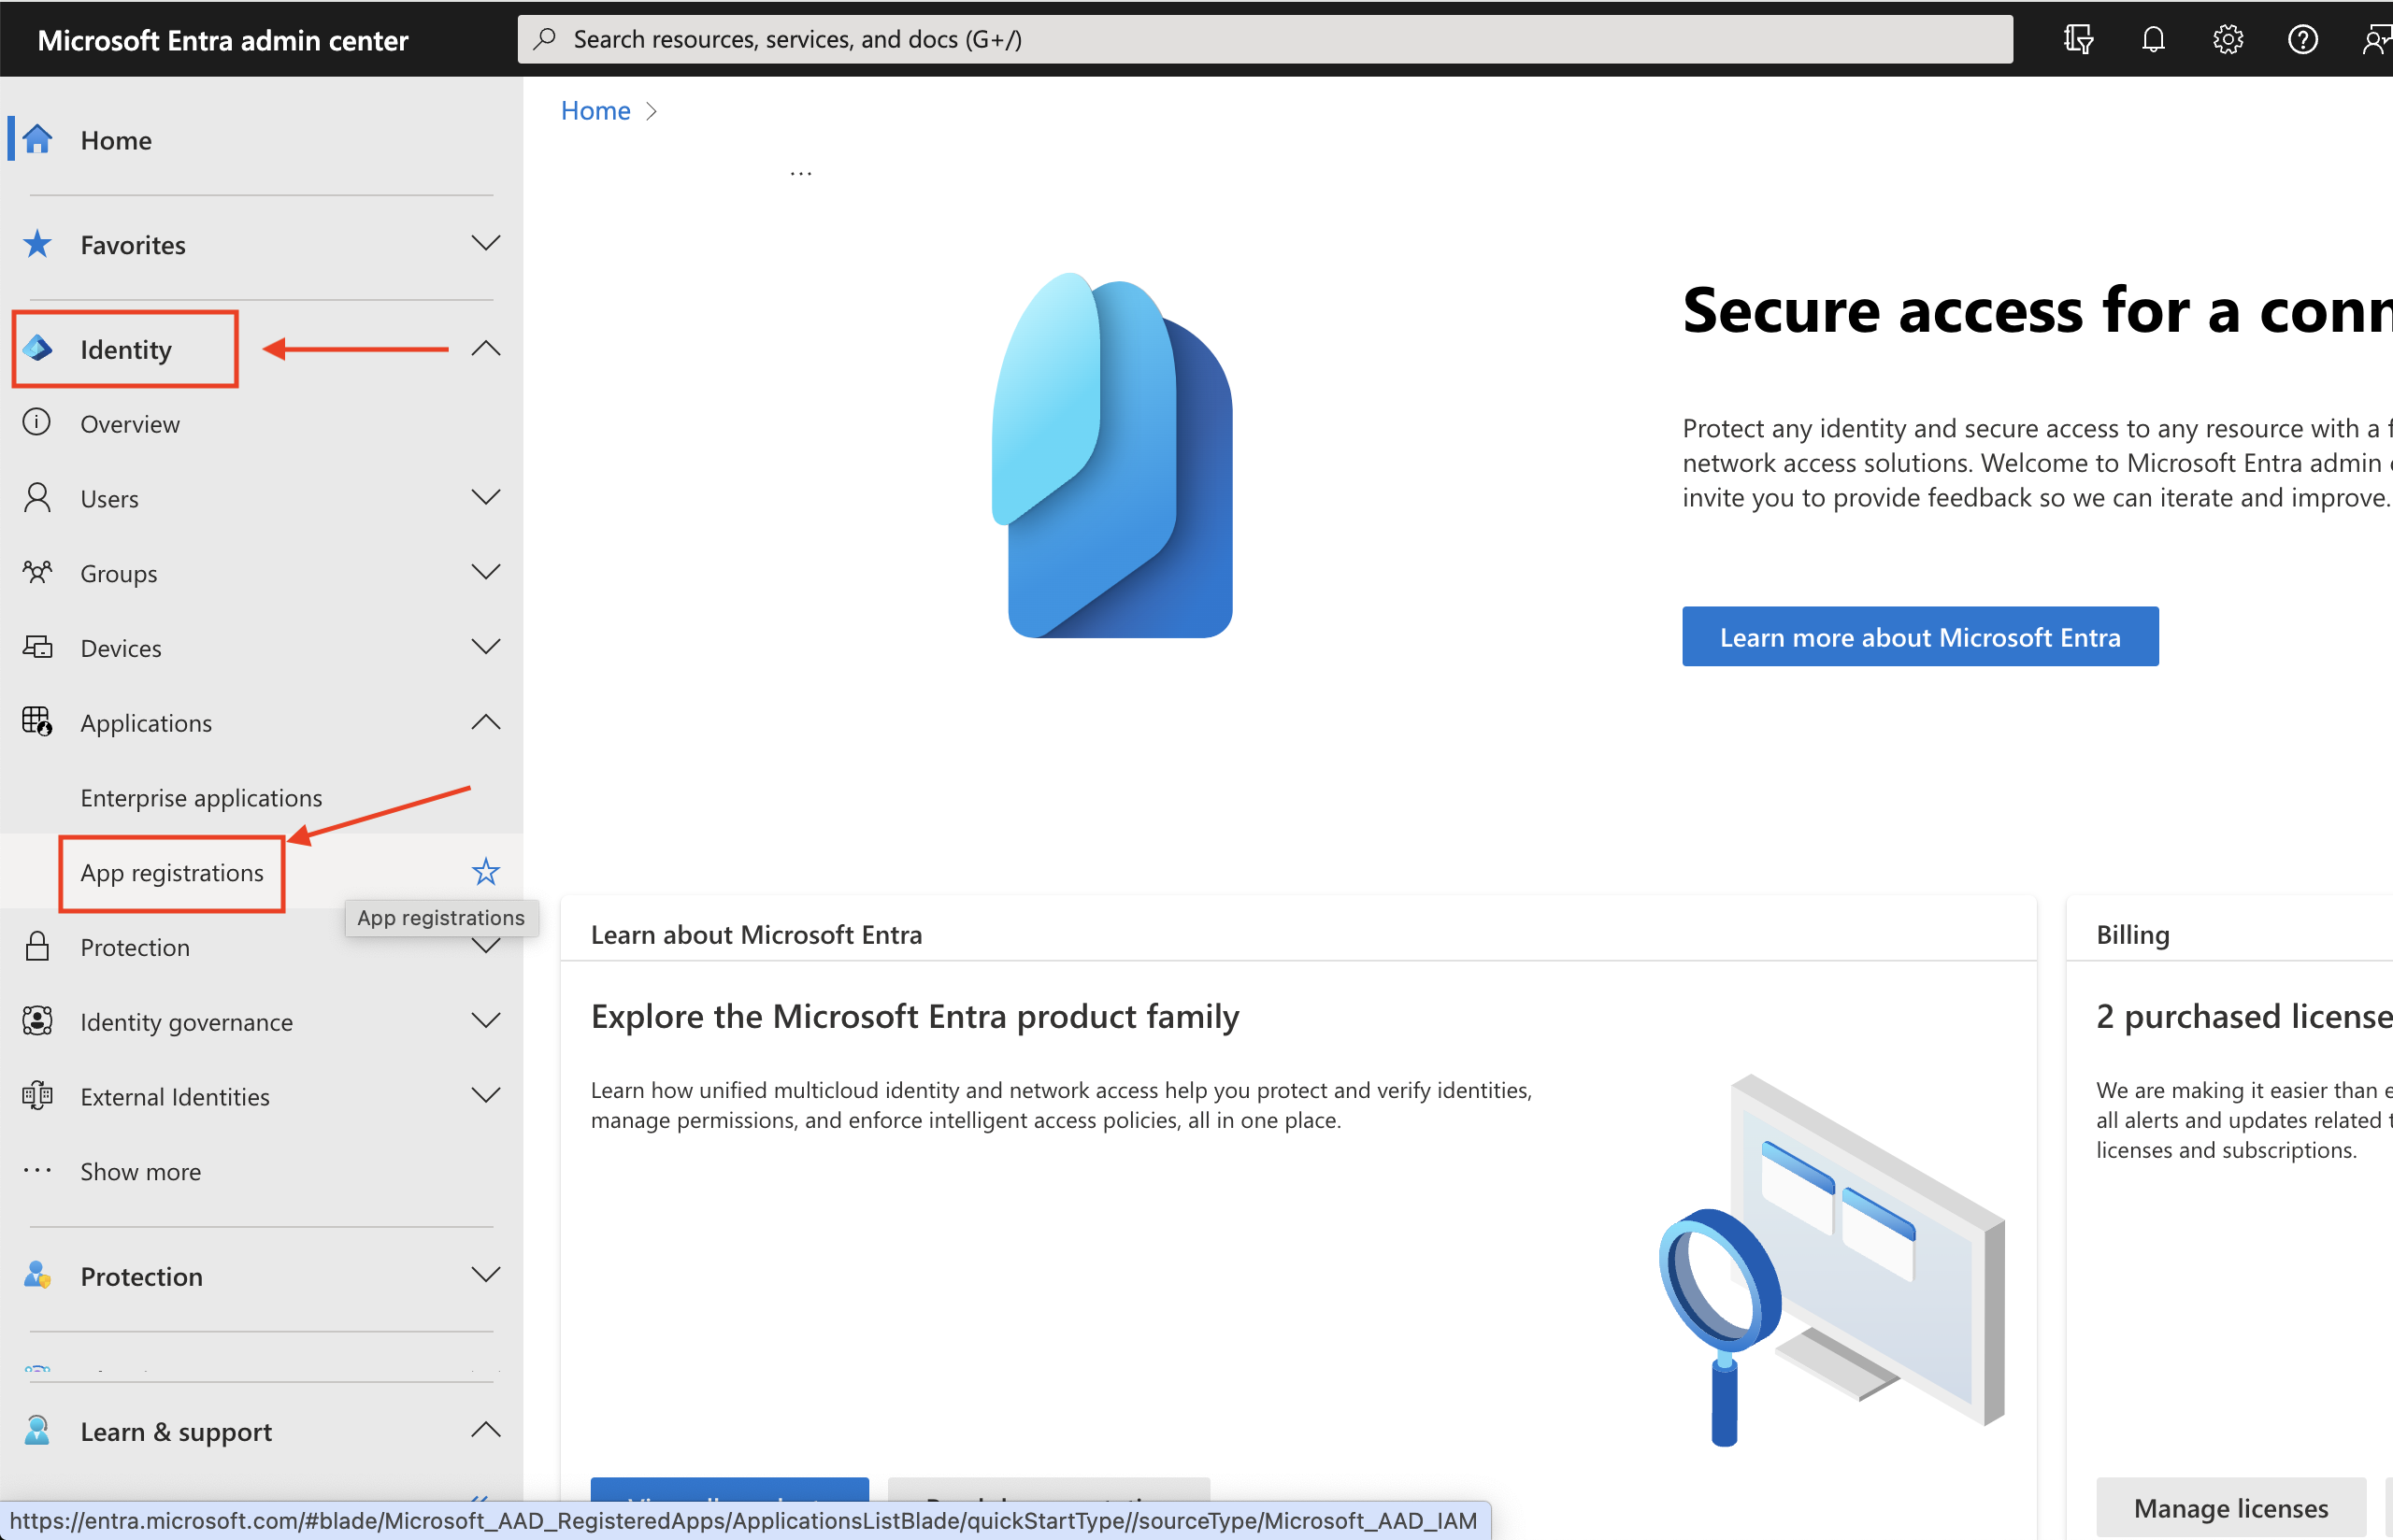 Microsoft Entra admin center
Search resources, services, and docs (G+/)
Home
Favorites
Identity
Overview
Users
Groups
Devices
Applications
Enterprise applications
App registrations
App registrations
Protection
Identity governance
External Identities
... Show more
Protection
Learn & support
Home >
...
Secure access for a conn
Protect any identity and secure access to any resource with a f
network access solutions. Welcome to Microsoft Entra admin
invite you to provide feedback so we can iterate and improve.
Learn more about Microsoft Entra
Learn about Microsoft Entra
Explore the Microsoft Entra product family
Learn how unified multicloud identity and network access help you protect and verify identities,
manage permissions, and enforce intelligent access policies, all in one place.
Billing
2 purchased license
We are making it easier than e
all alerts and updates related t
licenses and subscriptions.
Manage licenses
https://entra.microsoft.com/#blade/Microsoft_AAD_RegisteredApps/ApplicationsListBlade/quickStartType//sourceType/Microsoft_AAD_IAM